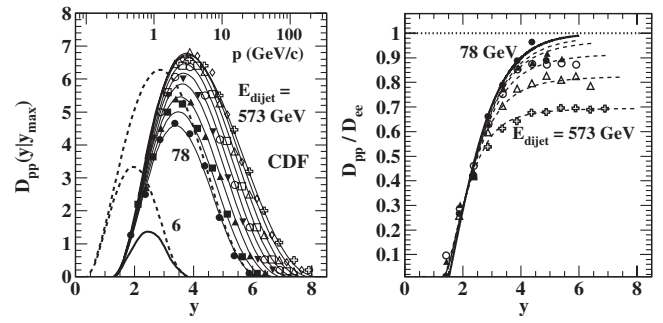 1 10 100
p (GeV/c)
8
7
6
5
4
3
2
1
0
D_pp(y|y_max)
E_dijet =
573 GeV
CDF
78
6
0 2 4 6 8
y
1
0.9
0.8
0.7
0.6
0.5
0.4
0.3
0.2
0.1
D_pp / D_ee
78 GeV
E_dijet = 573 GeV
0 2 4 6 8
y